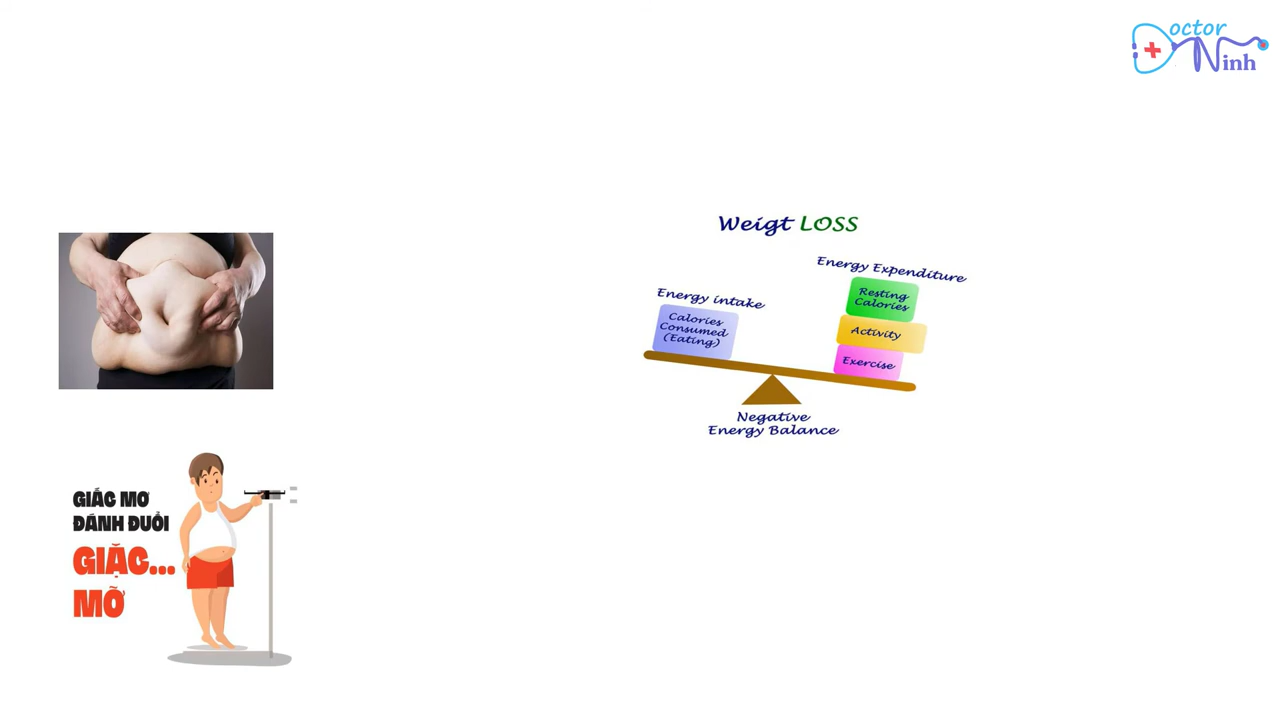 Doctor
Ninh
Weigt LOSS
Energy Expenditure
Resting
Calories
Energy intake
Calories
Consumed
(Eating)
Activity
Exercise
Negative
Energy Balance
GIẤC MƠ
ĐÁNH ĐUỔI
GIẶC...
MỠ